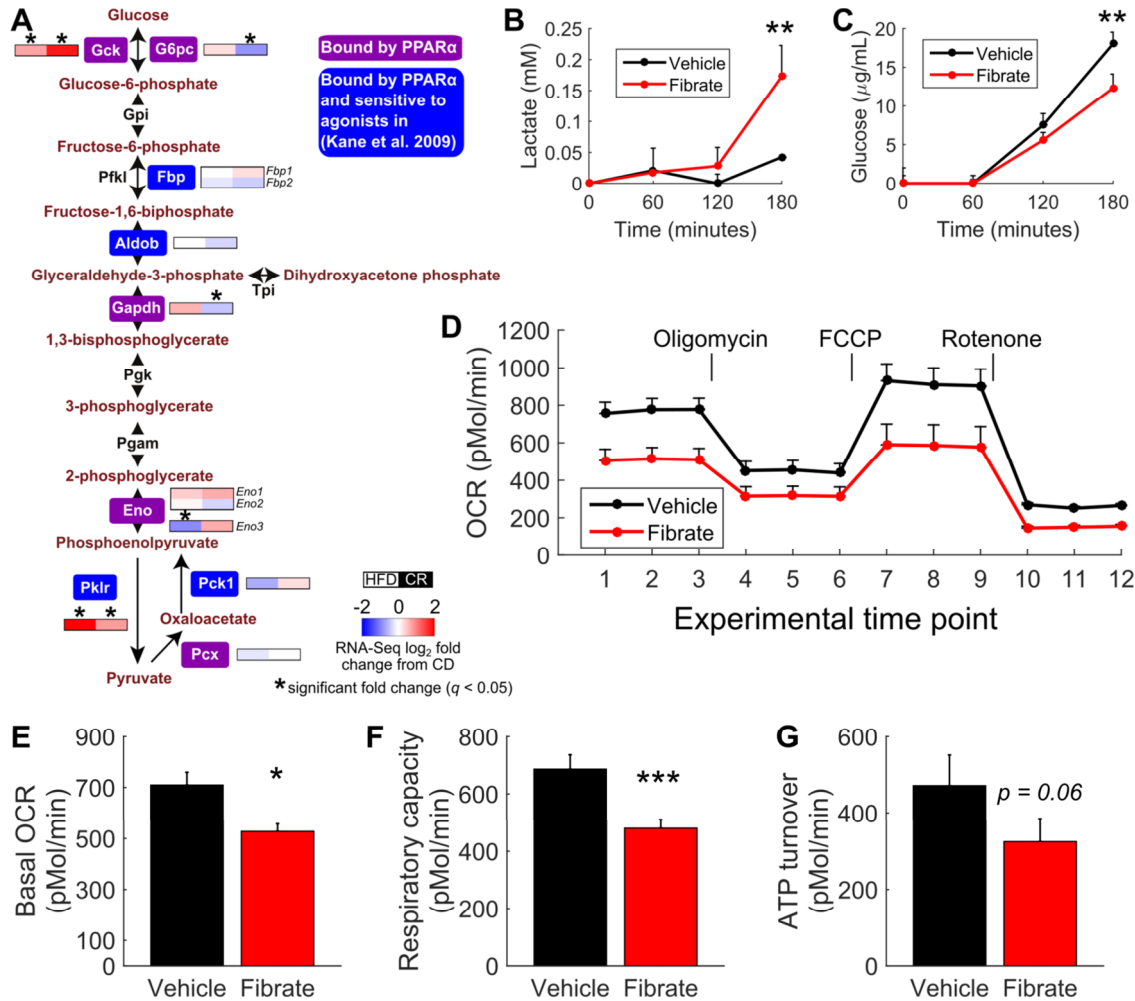 A
Glucose
* *
Gck
G6pc
*
Bound by PPARα
Glucose-6-phosphate
Gpi
Bound by PPARα
and sensitive to
agonists in
(Kane et al. 2009)
Fructose-6-phosphate
Pfkl
Fbp
Fbp1
Fbp2
Fructose-1,6-biphosphate
Aldob
Glyceraldehyde-3-phosphate
Dihydroxyacetone phosphate
Tpi
Gapdh
*
1,3-bisphosphoglycerate
Pgk
3-phosphoglycerate
Pgam
2-phosphoglycerate
Eno
Eno1
Eno2
*
Eno3
Phosphoenolpyruvate
Pklr
* *
Pck1
Oxaloacetate
Pcx
Pyruvate
HFD CR
-2 0 2
RNA-Seq log2 fold
change from CD
*significant fold change (q < 0.05)
B
Lactate (mM)
0.25
0.2
0.15
0.1
0.05
0
Vehicle
Fibrate
**
0 60 120 180
Time (minutes)
C
Glucose (μg/mL)
20
15
10
5
0
Vehicle
Fibrate
**
0 60 120 180
Time (minutes)
D
OCR (pMol/min)
1200
1000
800
600
400
200
0
Oligomycin FCCP Rotenone
Vehicle
Fibrate
1 2 3 4 5 6 7 8 9 10 11 12
Experimental time point
E
Basal OCR
(pMol/min)
900
700
500
300
0
*
Vehicle Fibrate
F
Respiratory capacity
(pMol/min)
800
600
400
200
0
***
Vehicle Fibrate
G
ATP turnover
(pMol/min)
600
400
200
0
p = 0.06
Vehicle Fibrate